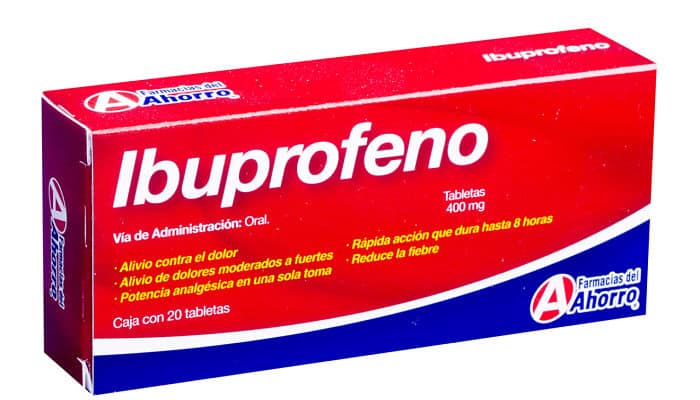 Farmacias del
Ahorro
Ibuprofeno
Ibuprofeno
Tabletas
400 mg
Vía de Administración: Oral.
· Alivio contra el dolor
· Alivio de dolores moderados a fuertes
· Potencia analgésica en una sola toma
· Rápida acción que dura hasta 8 horas
· Reduce la fiebre
Caja con 20 tabletas
Farmacias del
Ahorro
Farmacias del
Ahorro